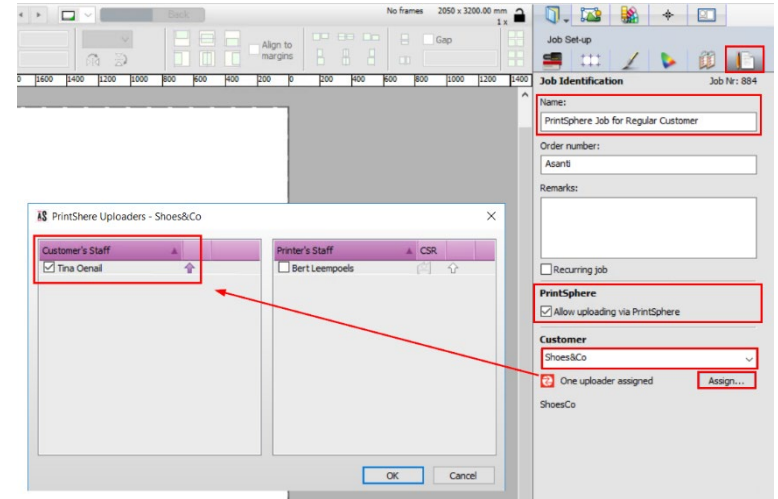 Back
No frames 2050 x 3200.00 mm
1 x
Align to
margins
Gap
1600 1400 1200 1000 800 600 400 200 0 200 400 600 800 1000 1200 1400
Job Set-up
Job Identification Job Nr: 884
Name:
PrintSphere Job for Regular Customer
Order number:
Asanti
Remarks:
Recurring job
PrintSphere
Allow uploading via PrintSphere
Customer
Shoes&Co
One uploader assigned Assign...
ShoesCo
AS PrintShere Uploaders - Shoes&Co
Customer's Staff
Tina Oenail
Printer's Staff CSR
Bert Leempoels
OK Cancel